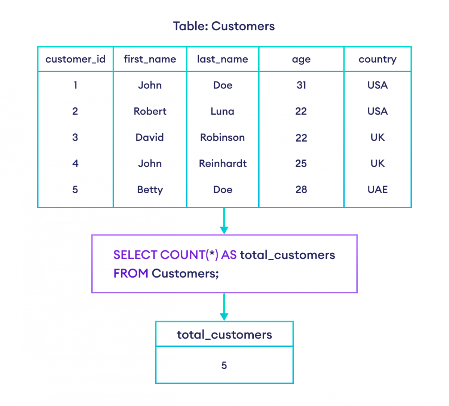 Table: Customers
customer_id first_name last_name age country
1 John Doe 31 USA
2 Robert Luna 22 USA
3 David Robinson 22 UK
4 John Reinhardt 25 UK
5 Betty Doe 28 UAE
SELECT COUNT(*) AS total_customers
FROM Customers;
total_customers
5